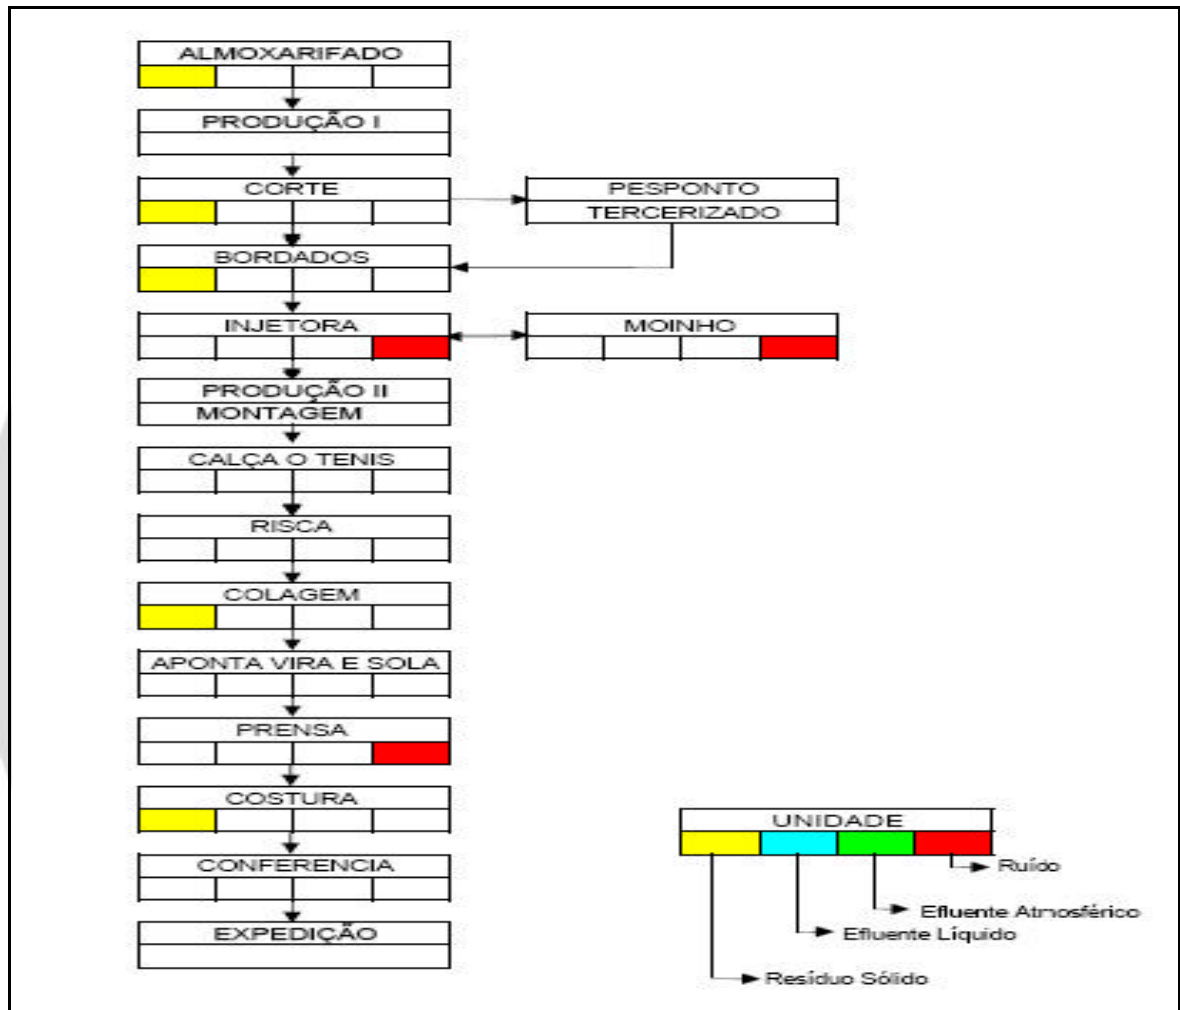 ALMOXARIFADO
PRODUÇÃO I
CORTE
PESPONTO
TERCERIZADO
BORDADOS
INJETORA
MOINHO
PRODUÇÃO II
MONTAGEM
CALÇA O TENIS
RISCA
COLAGEM
APONTA VIRA E SOLA
PRENSA
COSTURA
CONFERENCIA
EXPEDIÇÃO
UNIDADE
Ruído
Efluente Atmosférico
Efluente Líquido
Resíduo Sólido